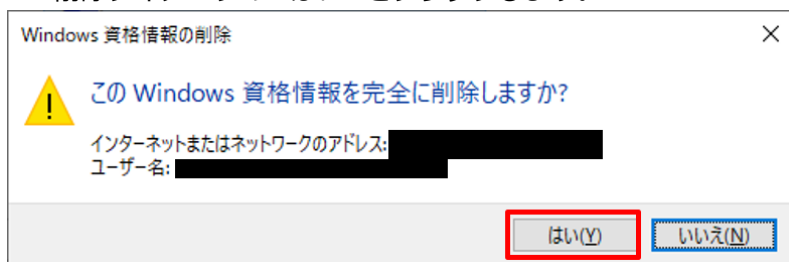 Windows 資格情報の削除
この Windows 資格情報を完全に削除しますか?
インターネットまたはネットワークのアドレス:
ユーザー名:
はい(Y)
いいえ(N)